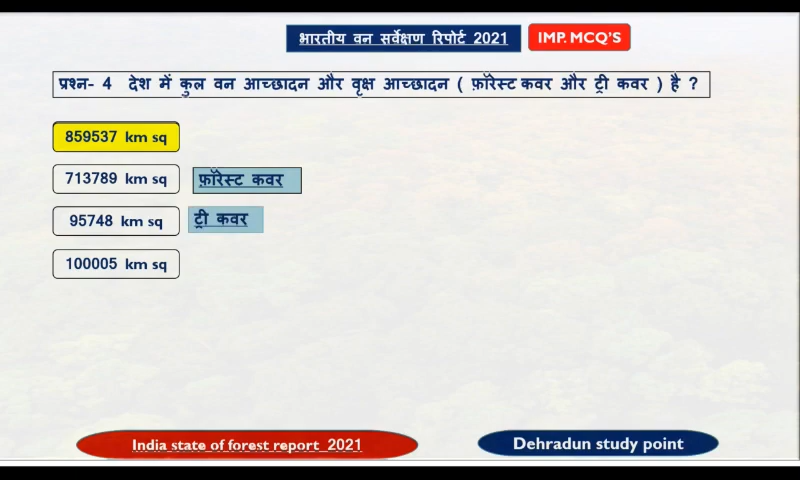 भारतीय वन सर्वेक्षण रिपोर्ट 2021
IMP. MCQ'S
प्रश्न- 4 देश में कुल वन आच्छादन और वृक्ष आच्छादन ( फ़ॉरेस्ट कवर और ट्री कवर ) है ?
859537 km sq
713789 km sq फ़ॉरेस्ट कवर
95748 km sq ट्री कवर
100005 km sq
India state of forest report 2021
Dehradun study point